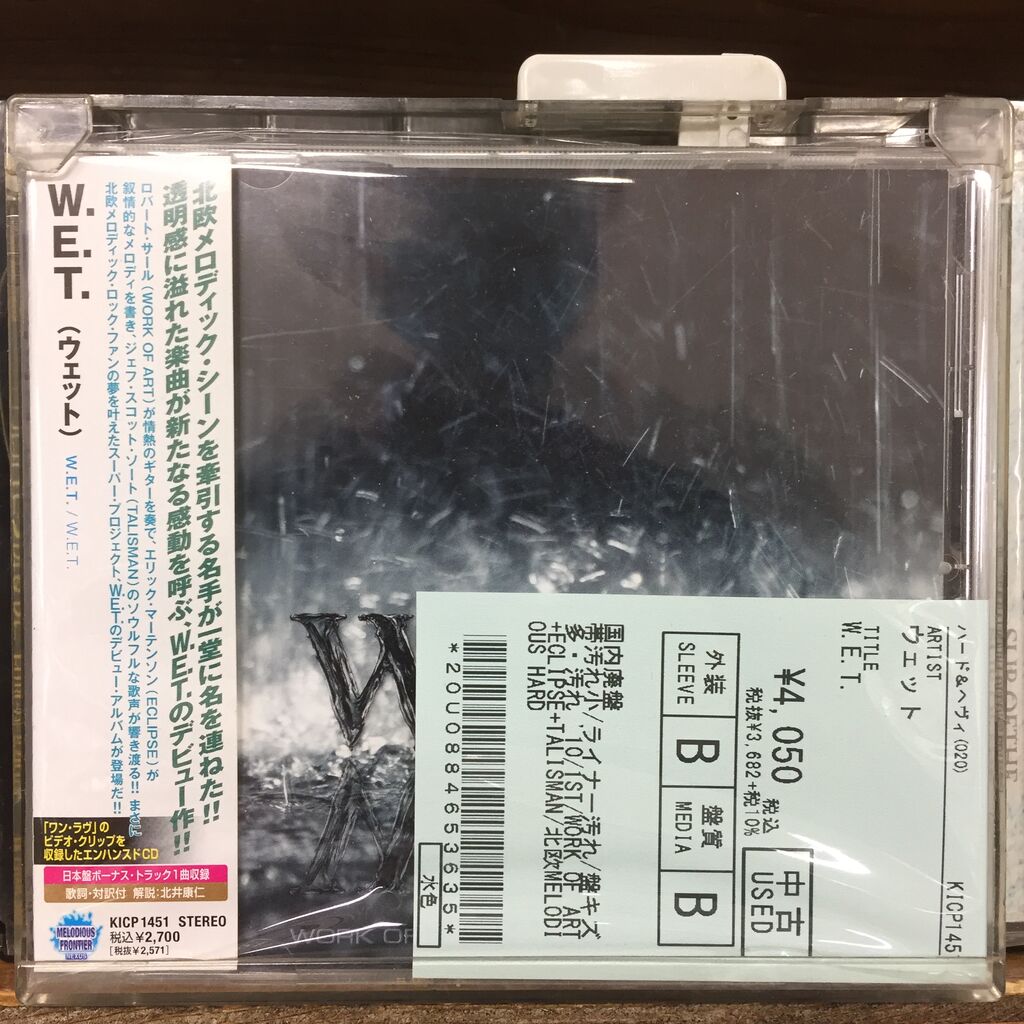 W.
E.
T.
(ウェット)
W.E.T. / W.E.T.
北欧メロディック・シーンを牽引する名手が一堂に名を連ねた!!
透明感に溢れた楽曲が新たなる感動を呼ぶ、W.E.T.のデビュー作!!
ロバート・サール(WORK OF ART)が情熱のギターを奏で、エリック・マーテンソン(ECLIPSE)が
叙情的なメロディを書き、ジェフ・スコット・ソート(TALISMAN)のソウルフルな歌声が響き渡る!! まさに
北欧メロディック・ロック・ファンの夢を叶えたスーパー・プロジェクト、W.E.T.のデビュー・アルバムが登場だ!!
「ワン・ラヴ」の
ビデオ・クリップを
収録したエンハンスドCD
日本盤ボーナス・トラック1曲収録
歌詞・対訳付 解説:北井康仁
MELODIOUS
FRONTIER
NEXUS
KICP 1451 STEREO
税込¥2,700
[税抜¥2,571]
W
WORK OF
ハード&ヘヴィ(020)
KICP145
ARTIST
ウェット
TITLE
W.E.T.
¥4,050 税込
税抜¥3,682+税10%
中古
USED
外装
SLEEVE
B
盤質
MEDIA
B
国内廃盤
帯汚れ小/ライナー汚れ/盤キズ
多・汚れ
/WORK OF ART
+ECLIPSE+TALISMAN/北欧MELODI
OUS HARD
*20U0884653635*
水色